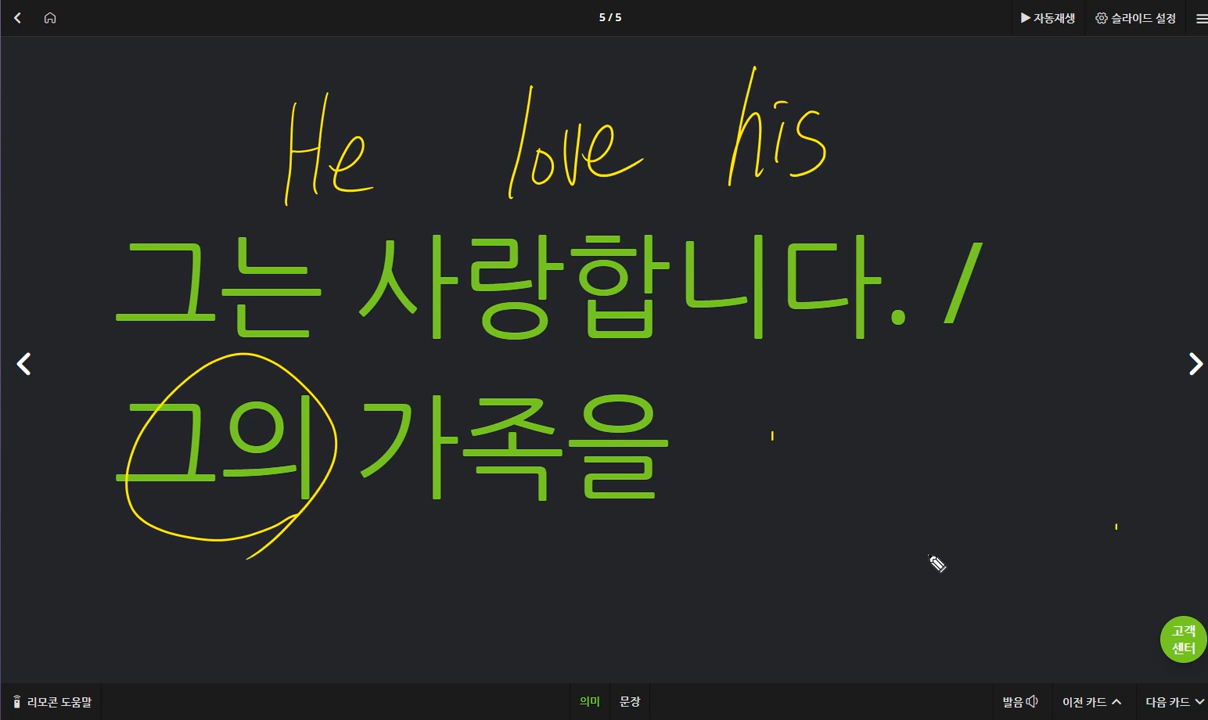 5 / 5
자동재생
슬라이드 설정
He love his
그는 사랑합니다. /
그의 가족을
고객
센터
리모콘 도움말
의미
문장
발음
이전 카드
다음 카드